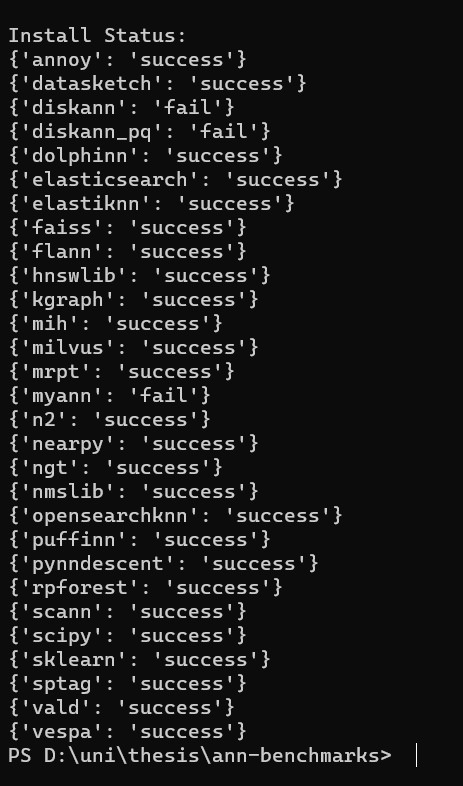 Install Status:
{'annoy': 'success'}
{'datasketch': 'success'}
{'diskann': 'fail'}
{'diskann_pq': 'fail'}
{'dolphinn': 'success'}
{'elasticsearch': 'success'}
{'elastiknn': 'success'}
{'faiss': 'success'}
{'flann': 'success'}
{'hnswlib': 'success'}
{'kgraph': 'success'}
{'mih': 'success'}
{'milvus': 'success'}
{'mrpt': 'success'}
{'myann': 'fail'}
{'n2': 'success'}
{'nearpy': 'success'}
{'ngt': 'success'}
{'nmslib': 'success'}
{'opensearchknn': 'success'}
{'puffinn': 'success'}
{'pynndescent': 'success'}
{'rpforest': 'success'}
{'scann': 'success'}
{'scipy': 'success'}
{'sklearn': 'success'}
{'sptag': 'success'}
{'vald': 'success'}
{'vespa': 'success'}
PS D:\uni\thesis\ann-benchmarks>